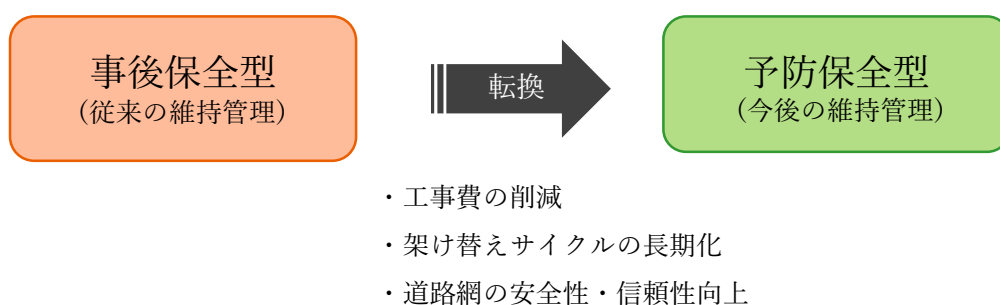 事後保全型
(従来の維持管理)
転換
予防保全型
(今後の維持管理)
・工事費の削減
・架け替えサイクルの長期化
・道路網の安全性・信頼性向上